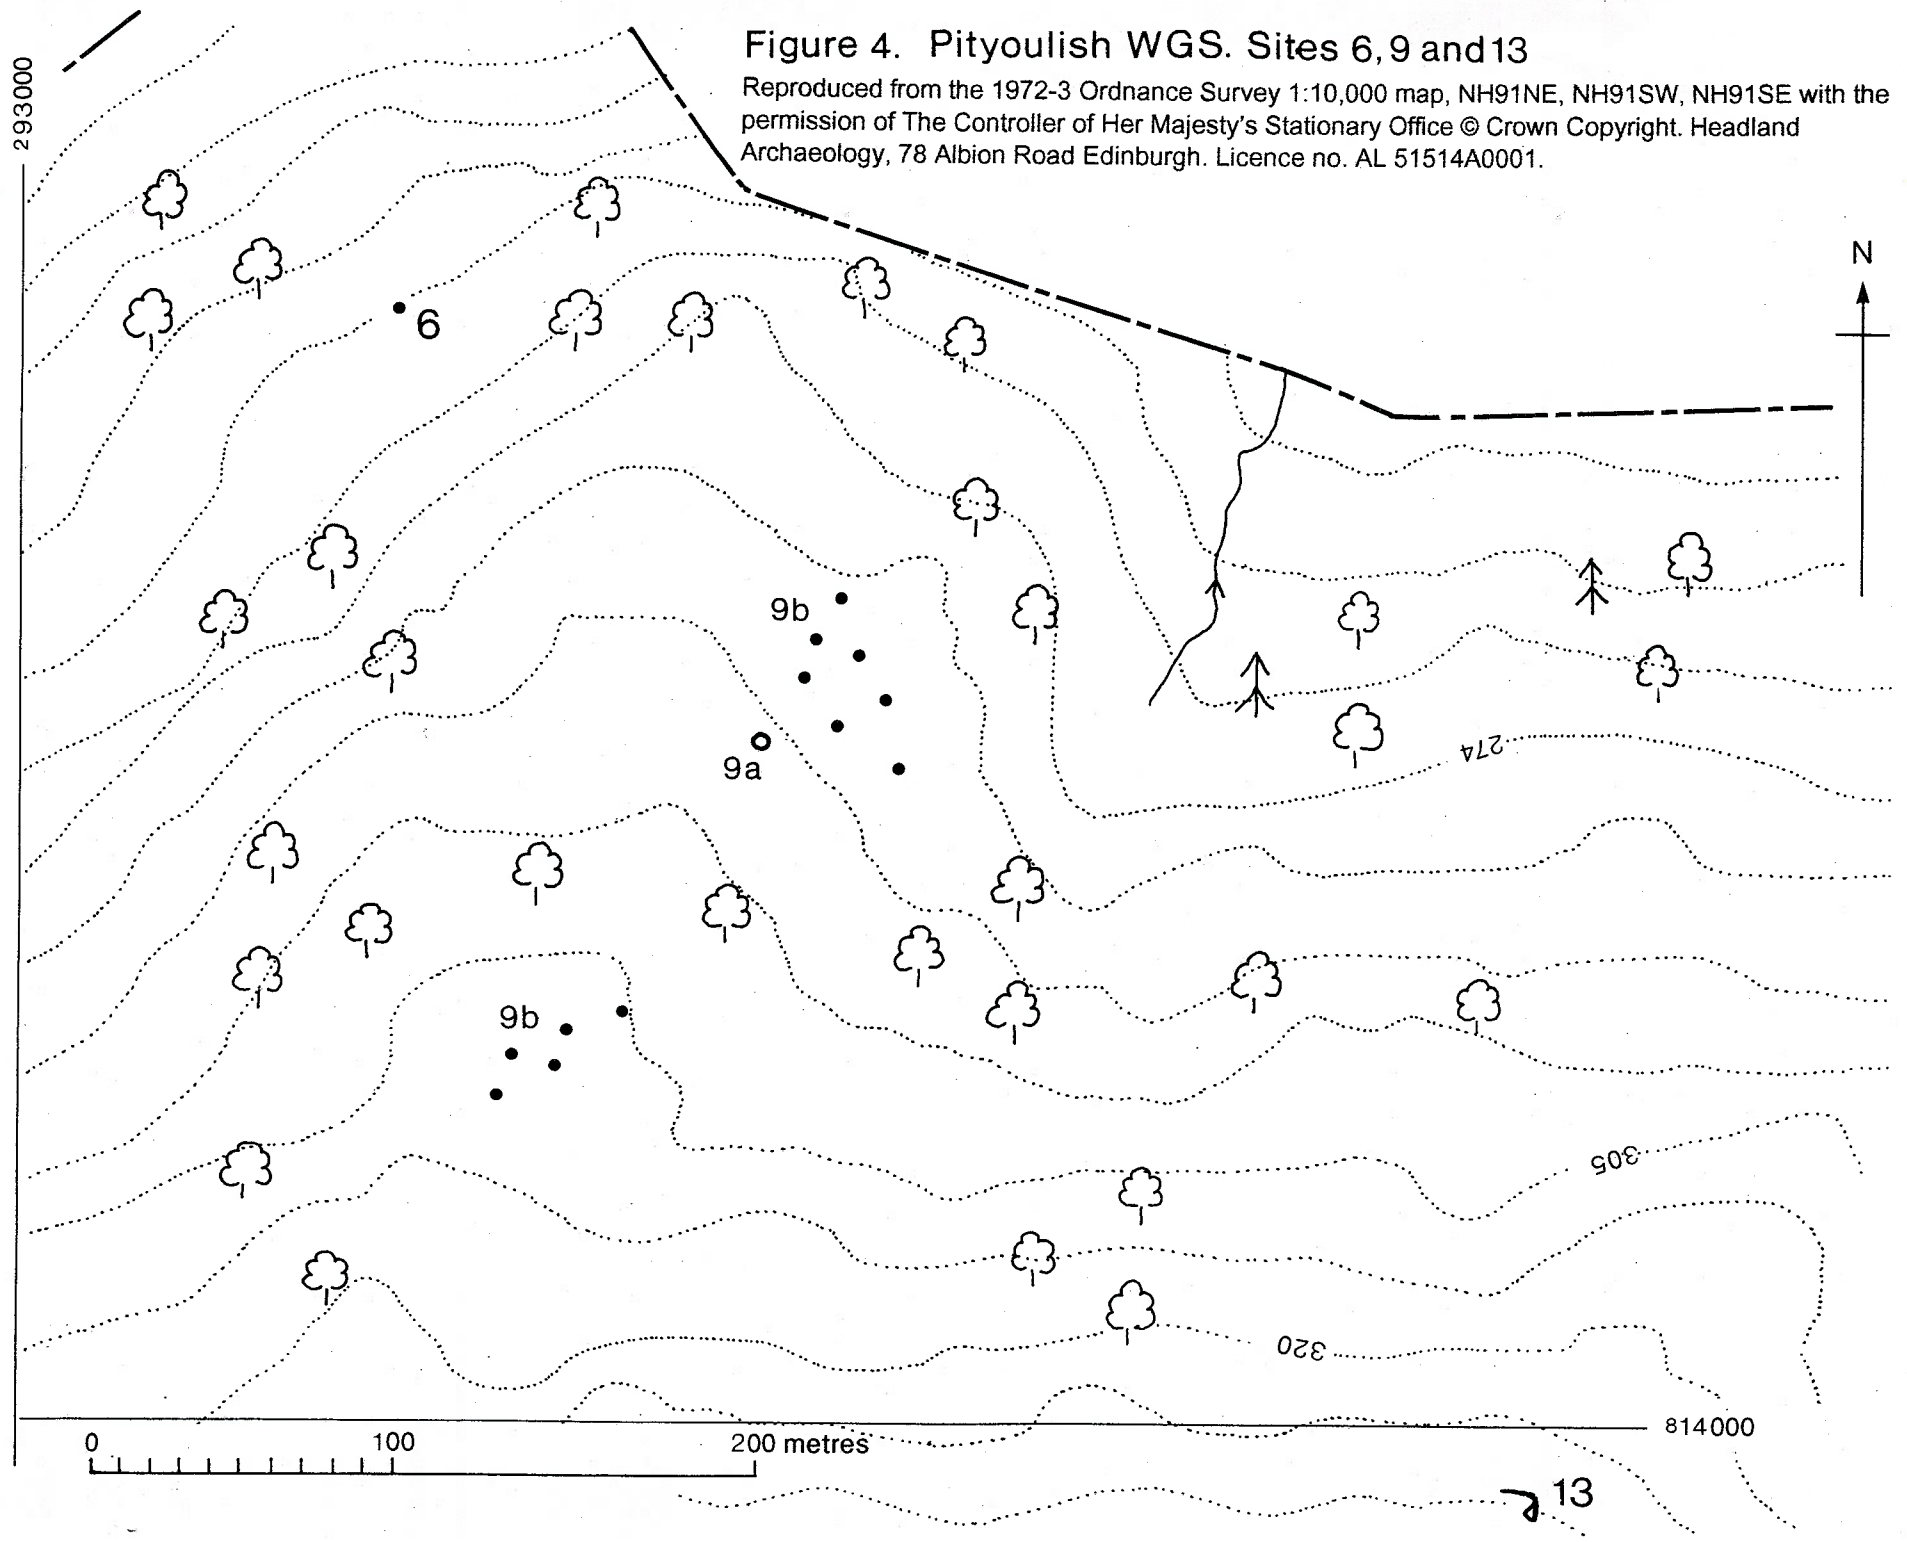 Figure 4. Pityoulish WGS. Sites 6, 9 and 13
Reproduced from the 1972-3 Ordnance Survey 1:10,000 map, NH91NE, NH91SW, NH91SE with the
permission of The Controller of Her Majesty's Stationary Office © Crown Copyright. Headland
Archaeology, 78 Albion Road Edinburgh. Licence no. AL 51514A0001.
293000
N
6
9b
274
9a
9b
305
320
814000
0 100 200 metres
13